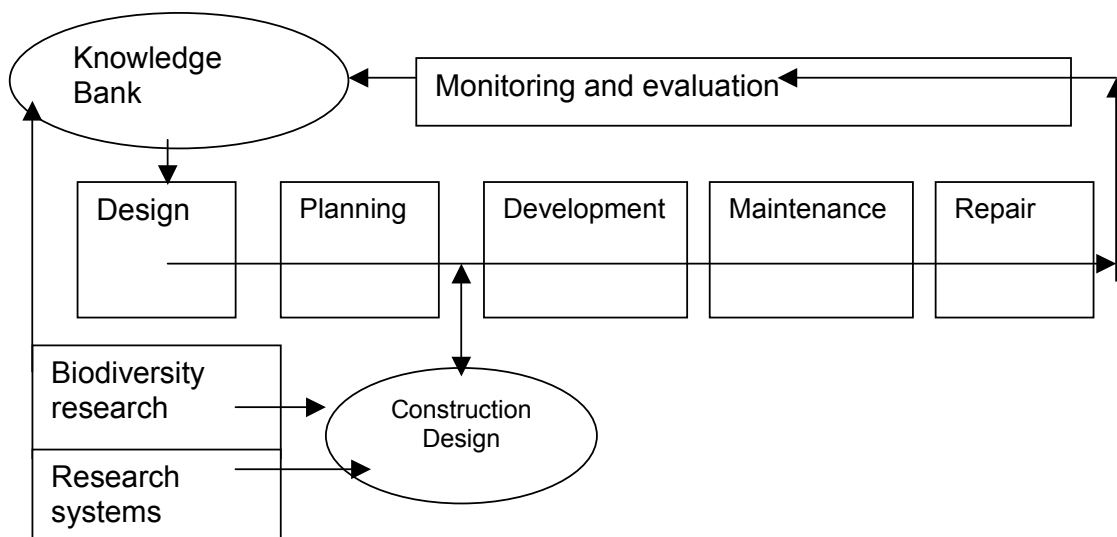 Knowledge
Bank
Monitoring and evaluation
Design
Planning
Development
Maintenance
Repair
Biodiversity
research
Construction
Design
Research
systems